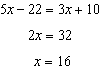 5x − 22 = 3x + 10
2x = 32
x = 16